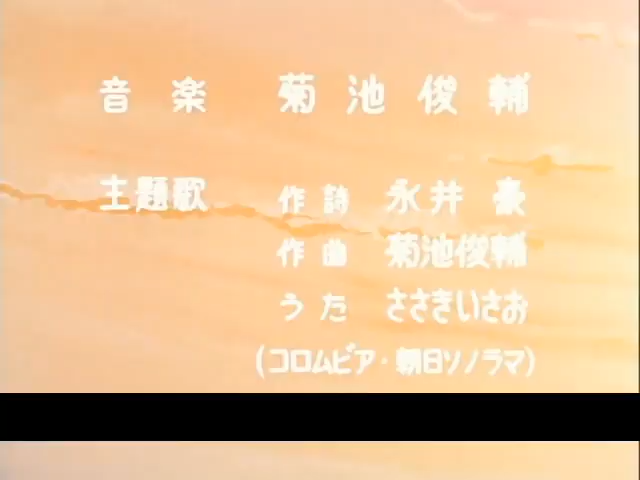 音楽 菊池俊輔
主題歌 作詩 永井豪
作曲 菊池俊輔
うた ささきいさお
(コロムビア・朝日ソノラマ)